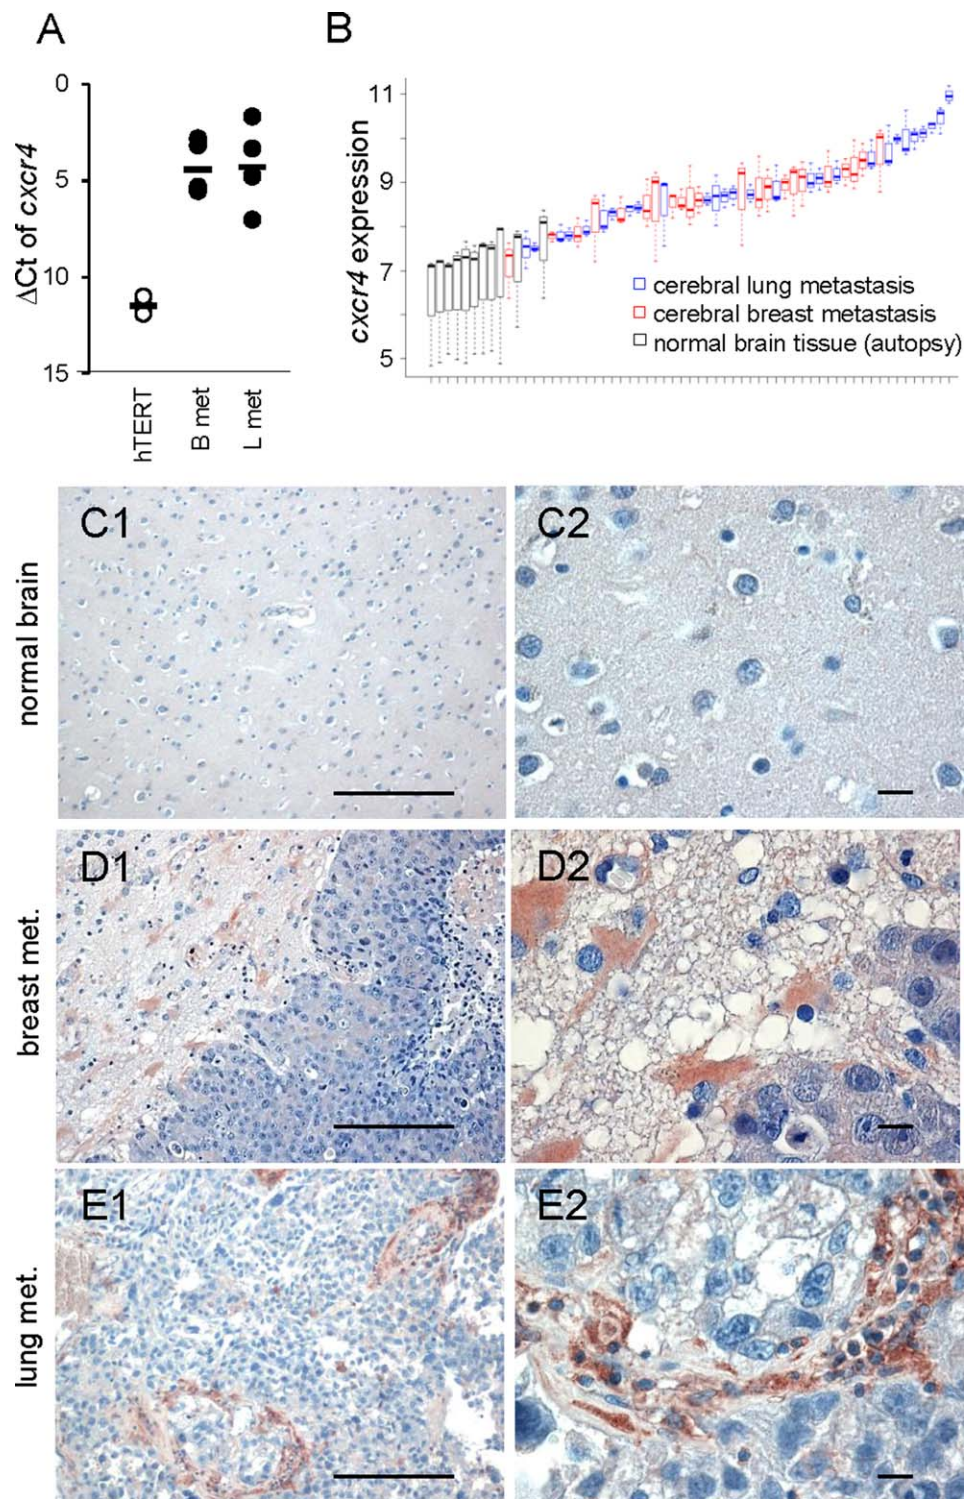 A
B
0
5
10
15
ΔCt of cxcr4
hTERT
B met
L met
11
9
7
5
cxcr4 expression
cerebral lung metastasis
cerebral breast metastasis
normal brain tissue (autopsy)
normal brain
C1
C2
breast met.
D1
D2
lung met.
E1
E2